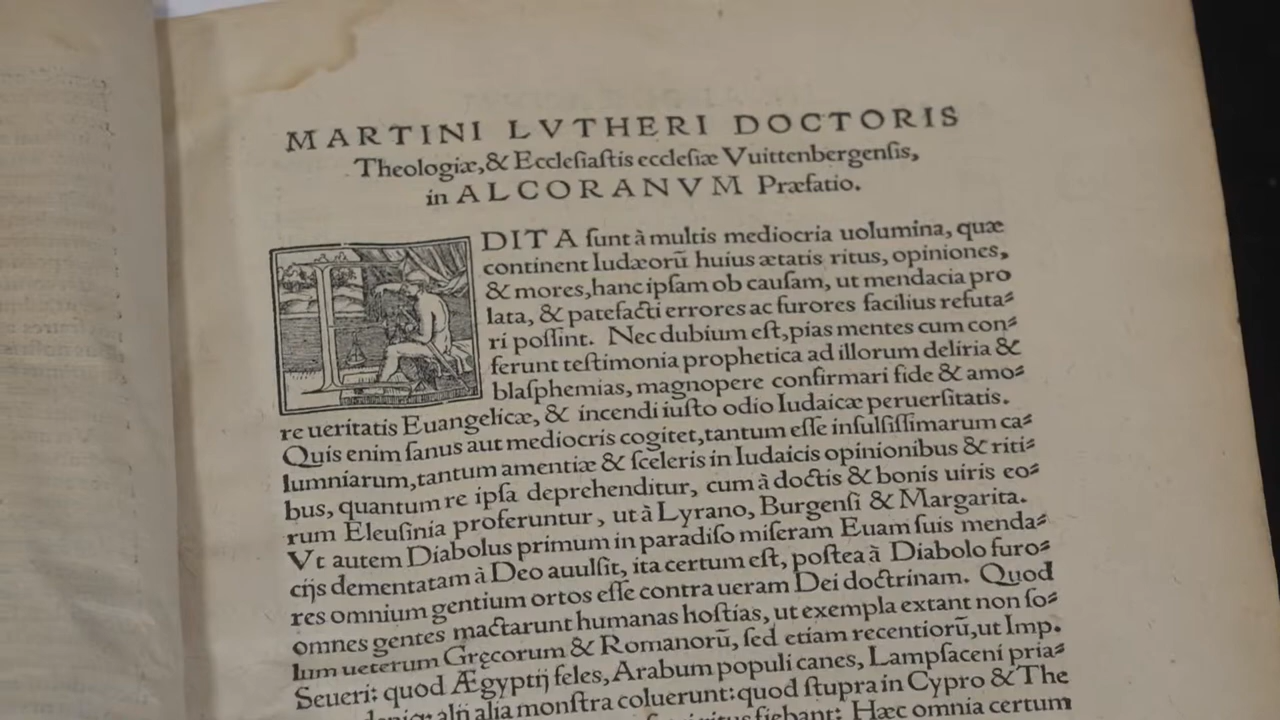 MARTINI LVTHERI DOCTORIS
Theologiæ, & Eccleſiaſtis eccleſiæ Vuittenbergenſis,
in ALCORANVM Præfatio.
EDITA ſunt à multis mediocria uolumina, quæ
continent Iudæorū huius ætatis ritus, opiniones,
& mores, hanc ipſam ob cauſam, ut mendacia pro
lata, & patefacti errores ac furores facilius refuta⸗
ri poſſint. Nec dubium eſt, pias mentes cum con⸗
ferunt teſtimonia prophetica ad illorum deliria &
blaſphemias, magnopere confirmari fide & amo⸗
re ueritatis Euangelicæ, & incendi iuſto odio Iudaicæ peruerſitatis.
Quis enim ſanus aut mediocris cogitet, tantum eſſe inſulſiſſimarum ca⸗
lumniarum, tantum amentiæ & ſceleris in Iudaicis opinionibus & riti⸗
bus, quantum re ipſa deprehenditur, cum à doctis & bonis uiris eo⸗
rum Eleuſinia proferuntur, ut à Lyrano, Burgenſi & Margarita.
Vt autem Diabolus primum in paradiſo miſeram Euam ſuis menda⸗
cijs dementatam à Deo auulſit, ita certum eſt, poſtea à Diabolo furo⸗
res omnium gentium ortos eſſe contra ueram Dei doctrinam. Quod
omnes gentes mactarunt humanas hoſtias, ut exempla extant non ſo⸗
lum ueterum Gręcorum & Romanorū, ſed etiam recentiorū, ut Imp.
Seueri: quod Ægyptij feles, Arabum populi canes, Lampſaceni pria⸗
alij alia monſtra coluerunt: quod ſtupra in Cypro & The
fiebant: Hæc omnia certum